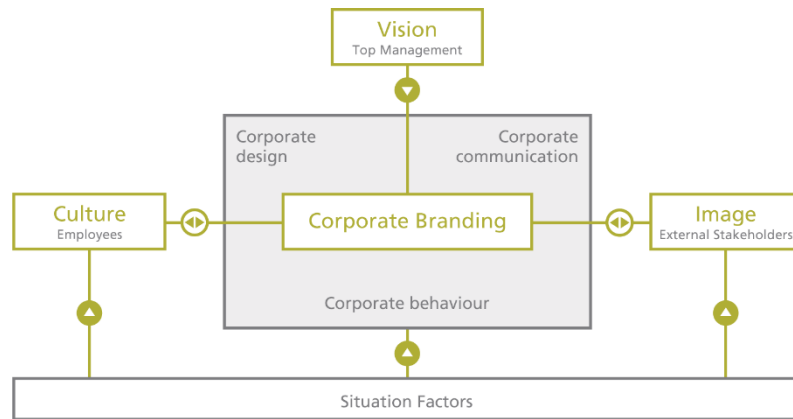 Vision
Top Management
Corporate
design
Corporate
communication
Culture
Employees
Corporate Branding
Image
External Stakeholders
Corporate behaviour
Situation Factors